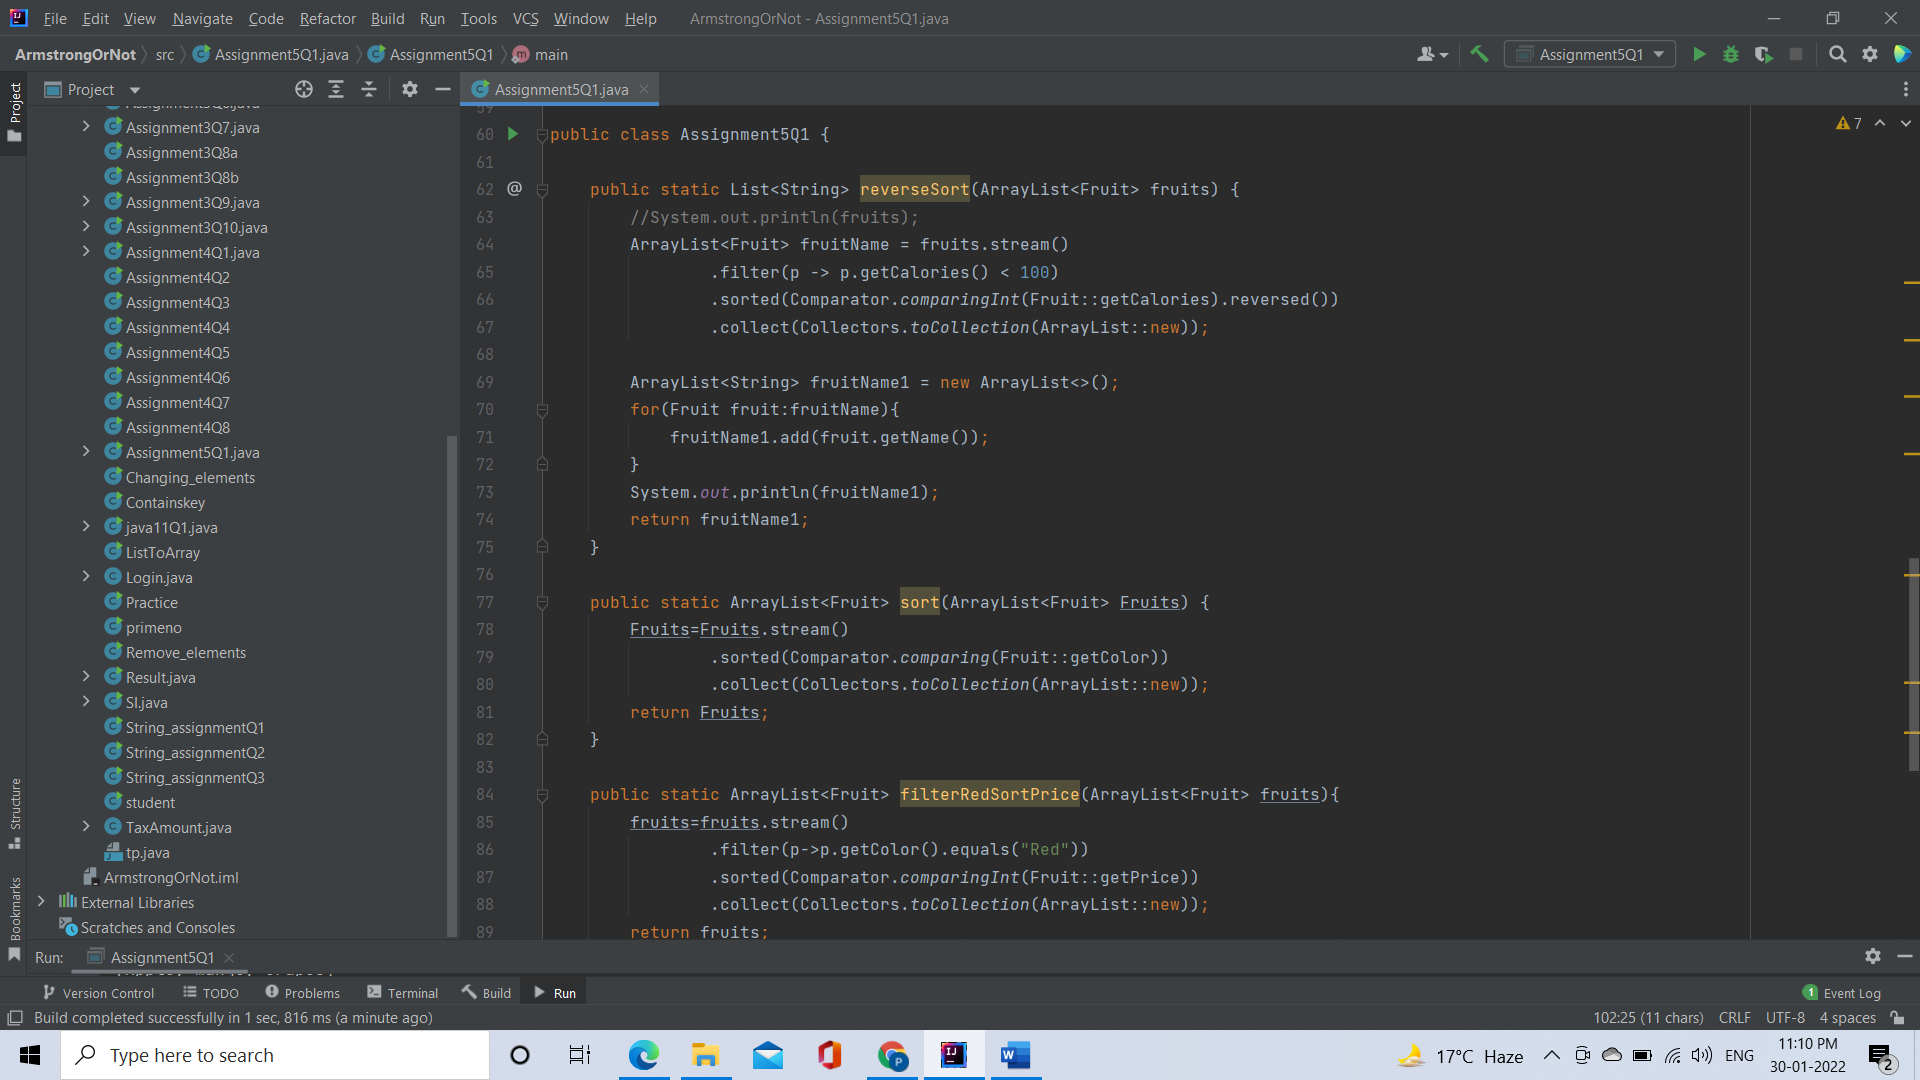 File Edit View Navigate Code Refactor Build Run Tools VCS Window Help ArmstrongOrNot - Assignment5Q1.java
ArmstrongOrNot src Assignment5Q1.java Assignment5Q1 main Assignment5Q1
Project
Project
Assignment5Q1.java
Assignment3Q7.java
Assignment3Q8a
Assignment3Q8b
Assignment3Q9.java
Assignment3Q10.java
Assignment4Q1.java
Assignment4Q2
Assignment4Q3
Assignment4Q4
Assignment4Q5
Assignment4Q6
Assignment4Q7
Assignment4Q8
Assignment5Q1.java
Changing_elements
Containskey
java11Q1.java
ListToArray
Login.java
Practice
primeno
Remove_elements
Result.java
SI.java
String_assignmentQ1
String_assignmentQ2
String_assignmentQ3
student
TaxAmount.java
tp.java
ArmstrongOrNot.iml
External Libraries
Scratches and Consoles
Structure
Bookmarks
7
59
60 public class Assignment5Q1 {
61
62 @ public static List<String> reverseSort(ArrayList<Fruit> fruits) {
63 //System.out.println(fruits);
64 ArrayList<Fruit> fruitName = fruits.stream()
65 .filter(p -> p.getCalories() < 100)
66 .sorted(Comparator.comparingInt(Fruit::getCalories).reversed())
67 .collect(Collectors.toCollection(ArrayList::new));
68
69 ArrayList<String> fruitName1 = new ArrayList<>();
70 for(Fruit fruit:fruitName){
71 fruitName1.add(fruit.getName());
72 }
73 System.out.println(fruitName1);
74 return fruitName1;
75 }
76
77 public static ArrayList<Fruit> sort(ArrayList<Fruit> Fruits) {
78 Fruits=Fruits.stream()
79 .sorted(Comparator.comparing(Fruit::getColor))
80 .collect(Collectors.toCollection(ArrayList::new));
81 return Fruits;
82 }
83
84 public static ArrayList<Fruit> filterRedSortPrice(ArrayList<Fruit> fruits){
85 fruits=fruits.stream()
86 .filter(p->p.getColor().equals("Red"))
87 .sorted(Comparator.comparingInt(Fruit::getPrice))
88 .collect(Collectors.toCollection(ArrayList::new));
89 return fruits;
Run: Assignment5Q1
Version Control TODO Problems Terminal Build Run 1 Event Log
Build completed successfully in 1 sec, 816 ms (a minute ago) 102:25 (11 chars) CRLF UTF-8 4 spaces
Type here to search 17°C Haze ENG 11:10 PM
30-01-2022 2